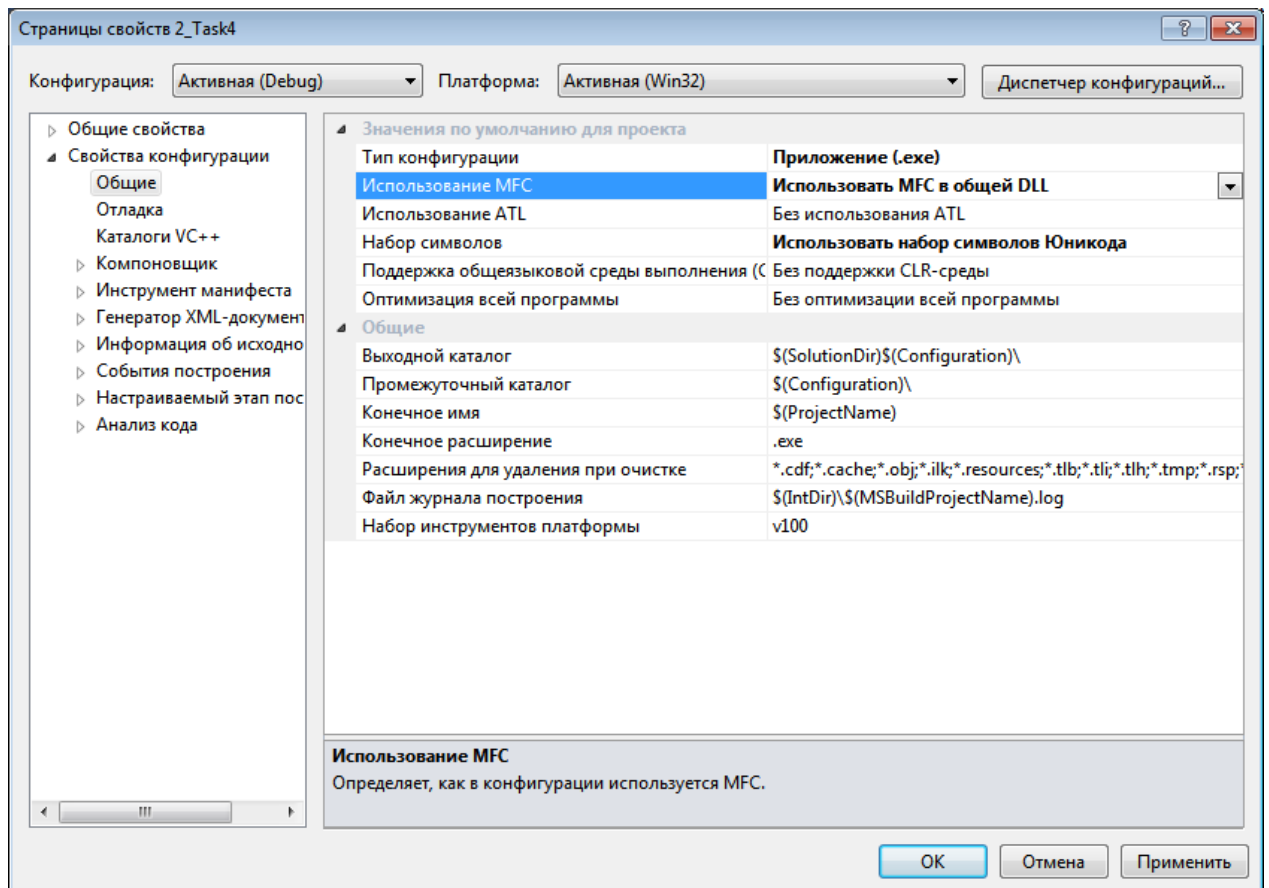 Страницы свойств 2_Task4
Конфигурация: Активная (Debug) Платформа: Активная (Win32) Диспетчер конфигураций...
Общие свойства
Свойства конфигурации
Общие
Отладка
Каталоги VC++
Компоновщик
Инструмент манифеста
Генератор XML-документ
Информация об исходно
События построения
Настраиваемый этап пос
Анализ кода
Значения по умолчанию для проекта
Тип конфигурации Приложение (.exe)
Использование MFC Использовать MFC в общей DLL
Использование ATL Без использования ATL
Набор символов Использовать набор символов Юникода
Поддержка общеязыковой среды выполнения (C Без поддержки CLR-среды
Оптимизация всей программы Без оптимизации всей программы
Общие
Выходной каталог $(SolutionDir)$(Configuration)\
Промежуточный каталог $(Configuration)\
Конечное имя $(ProjectName)
Конечное расширение .exe
Расширения для удаления при очистке *.cdf;*.cache;*.obj;*.ilk;*.resources;*.tlb;*.tli;*.tlh;*.tmp;*.rsp;*
Файл журнала построения $(IntDir)\$(MSBuildProjectName).log
Набор инструментов платформы v100
Использование MFC
Определяет, как в конфигурации используется MFC.
OK Отмена Применить